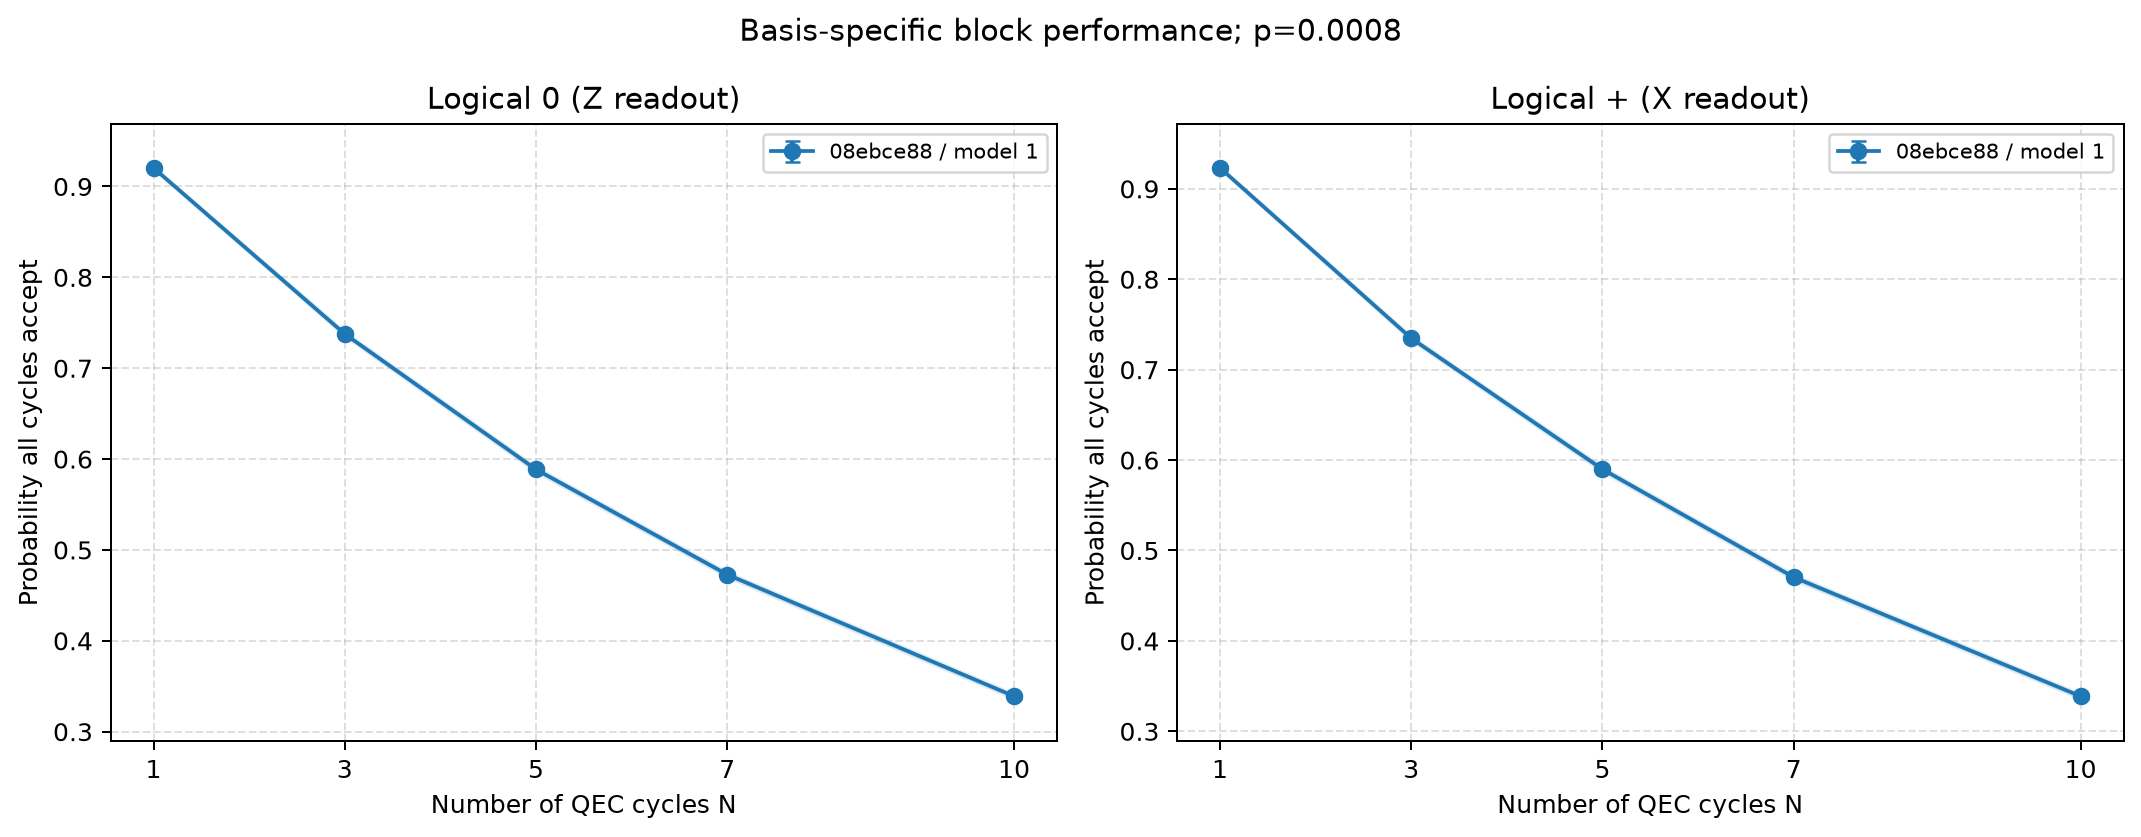 Basis-specific block performance; p=0.0008
Logical 0 (Z readout)
08ebce88 / model 1
Probability all cycles accept
0.9
0.8
0.7
0.6
0.5
0.4
0.3
1 3 5 7 10
Number of QEC cycles N
Logical + (X readout)
08ebce88 / model 1
Probability all cycles accept
0.9
0.8
0.7
0.6
0.5
0.4
0.3
1 3 5 7 10
Number of QEC cycles N